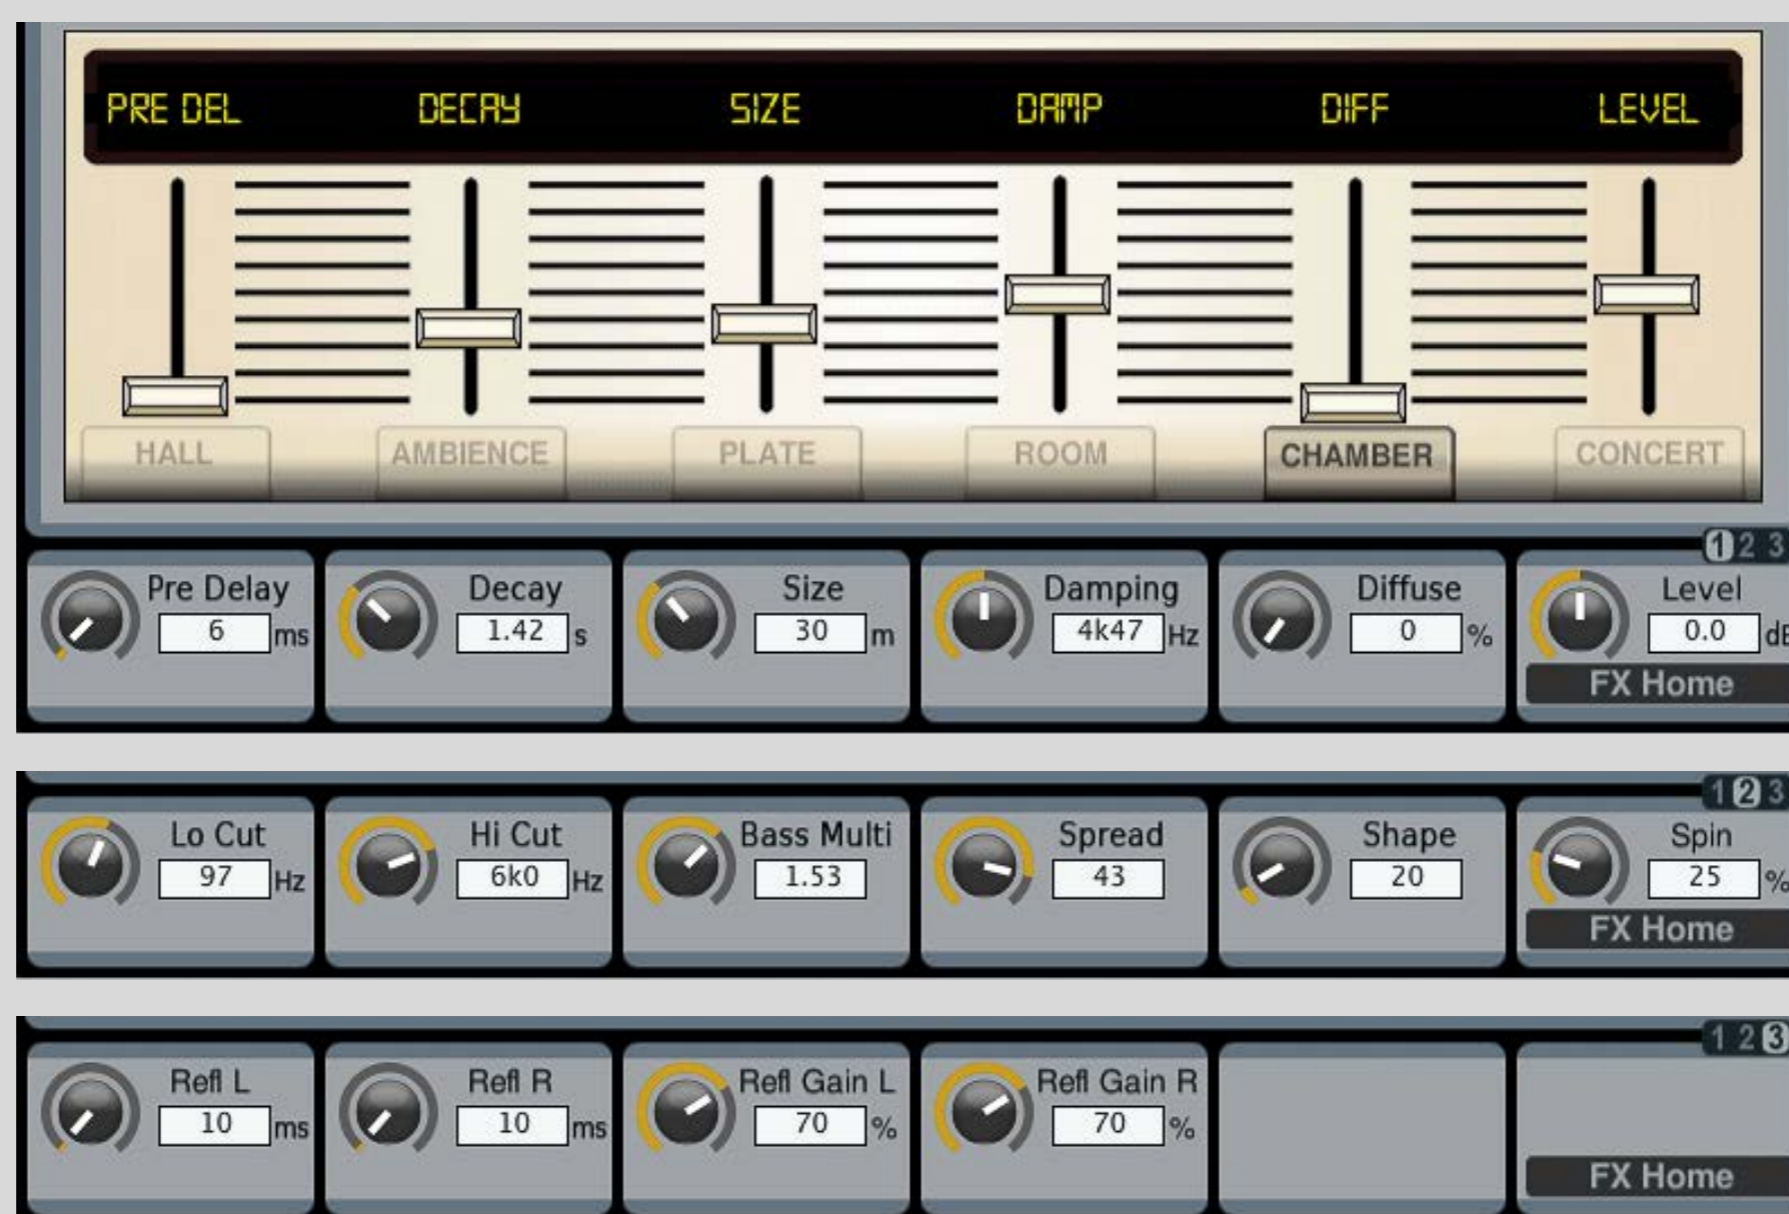 PRE DEL DECAY SIZE DAMP DIFF LEVEL
HALL AMBIENCE PLATE ROOM CHAMBER CONCERT
1 2 3
Pre Delay Decay Size Damping Diffuse Level
6 ms 1.42 s 30 m 4k47 Hz 0 % 0.0 dB
FX Home
1 2 3
Lo Cut Hi Cut Bass Multi Spread Shape Spin
97 Hz 6k0 Hz 1.53 43 20 25 %
FX Home
1 2 3
Refl L Refl R Refl Gain L Refl Gain R
10 ms 10 ms 70 % 70 %
FX Home